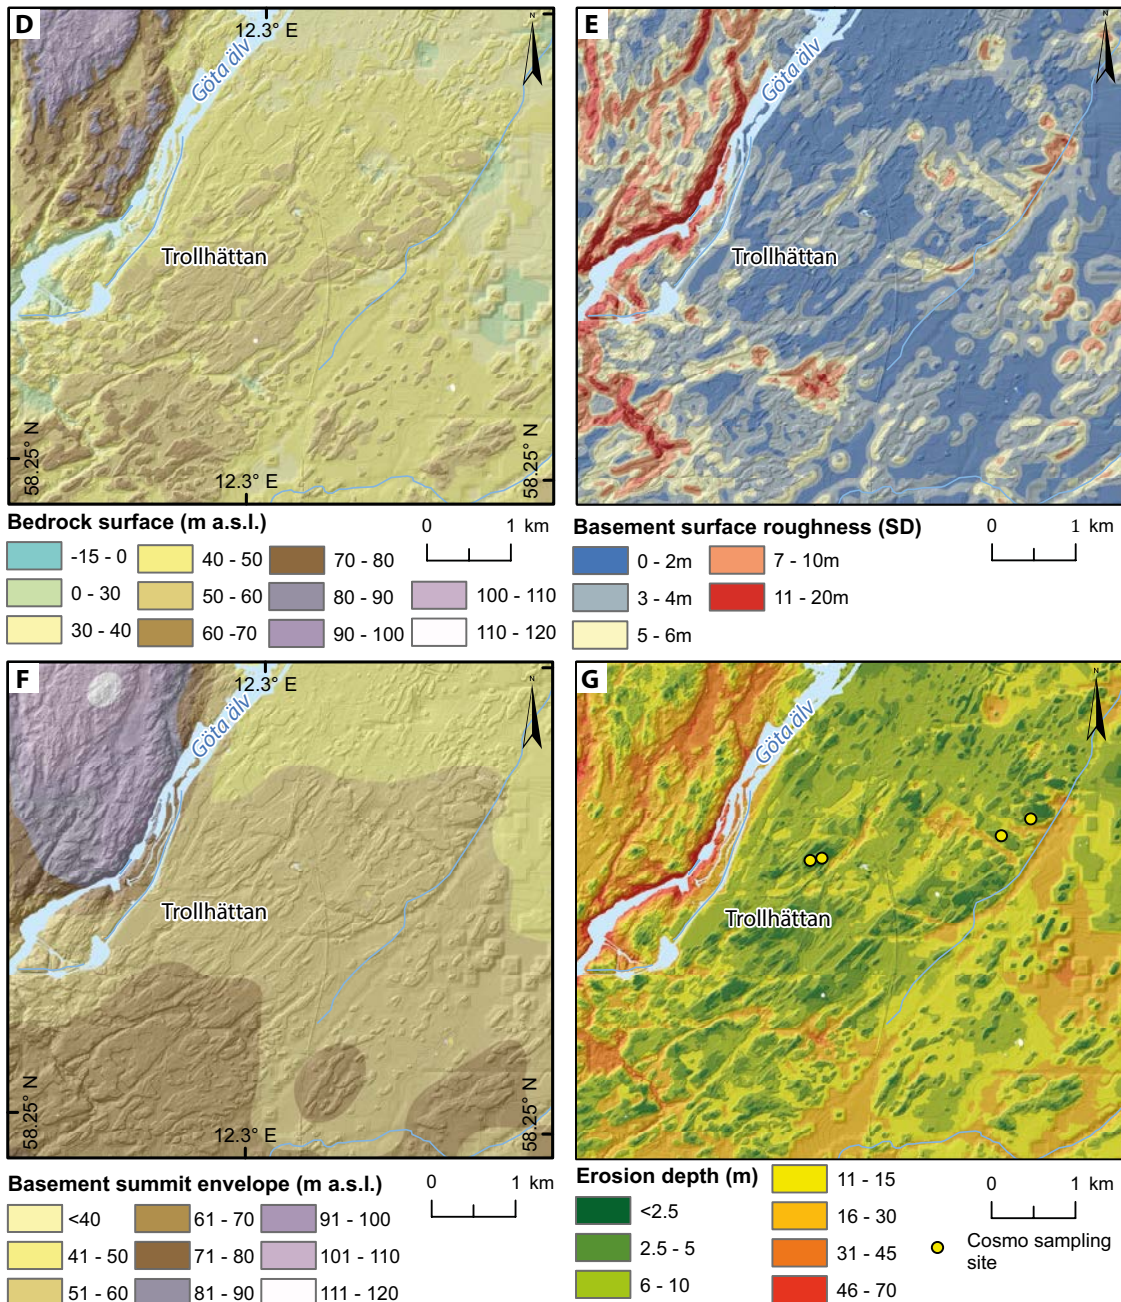 D
12.3° E
N
Göta älv
Trollhättan
58.25° N
58.25° N
12.3° E
Bedrock surface (m a.s.l.)
0 1 km
-15 - 0
0 - 30
30 - 40
40 - 50
50 - 60
60 -70
70 - 80
80 - 90
90 - 100
100 - 110
110 - 120
E
N
Trollhättan
Basement surface roughness (SD)
0 1 km
0 - 2m
3 - 4m
5 - 6m
7 - 10m
11 - 20m
F
12.3° E
N
Göta älv
Trollhättan
58.25° N
58.25° N
12.3° E
Basement summit envelope (m a.s.l.)
0 1 km
<40
41 - 50
51 - 60
61 - 70
71 - 80
81 - 90
91 - 100
101 - 110
111 - 120
G
N
Göta älv
Trollhättan
Erosion depth (m)
<2.5
2.5 - 5
6 - 10
11 - 15
16 - 30
31 - 45
46 - 70
0 1 km
Cosmo sampling
site